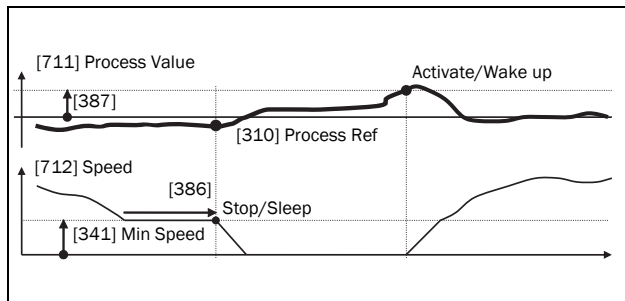 [711] Process Value
Activate/Wake up
[387]
[310] Process Ref
[712] Speed
[386]
Stop/Sleep
[341] Min Speed